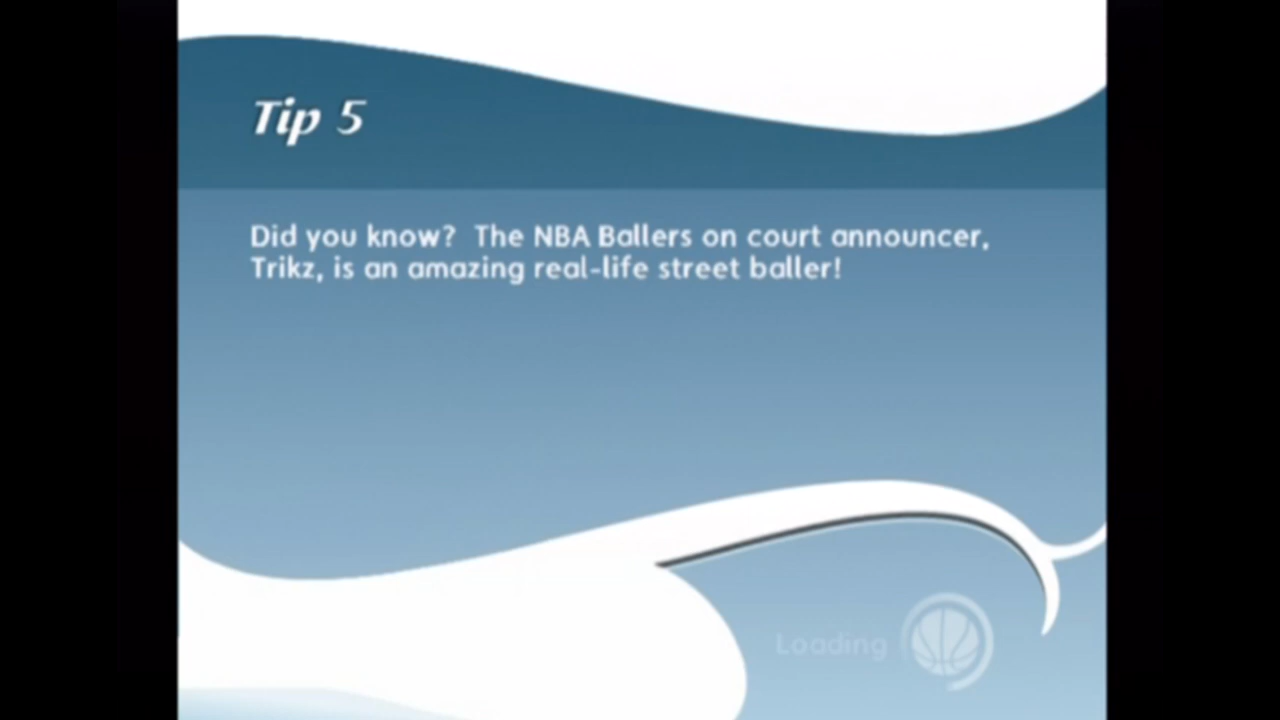 Tip 5
Did you know?  The NBA Ballers on court announcer,
Trikz, is an amazing real-life street baller!
Loading